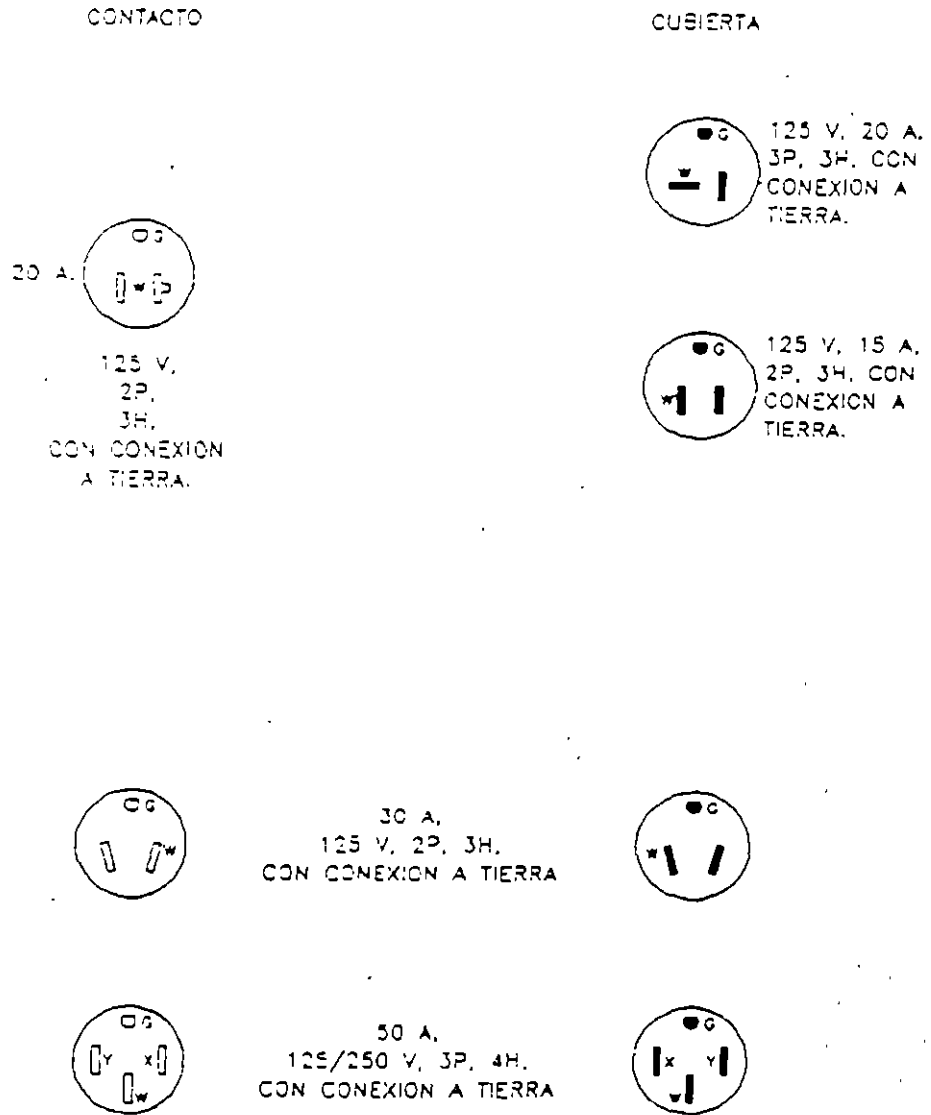 CONTACTO
CUBIERTA
G
125 V, 20 A.
3P, 3H, CON
CONEXION A
TIERRA.
W
G
20 A.
W
125 V,
2P,
3H,
CON CONEXION
A TIERRA.
G
125 V, 15 A,
2P, 3H, CON
CONEXION A
TIERRA.
W
G
W
30 A,
125 V, 2P, 3H,
CON CONEXION A TIERRA
G
W
G
Y X
W
50 A,
125/250 V, 3P, 4H,
CON CONEXION A TIERRA
G
X Y
W